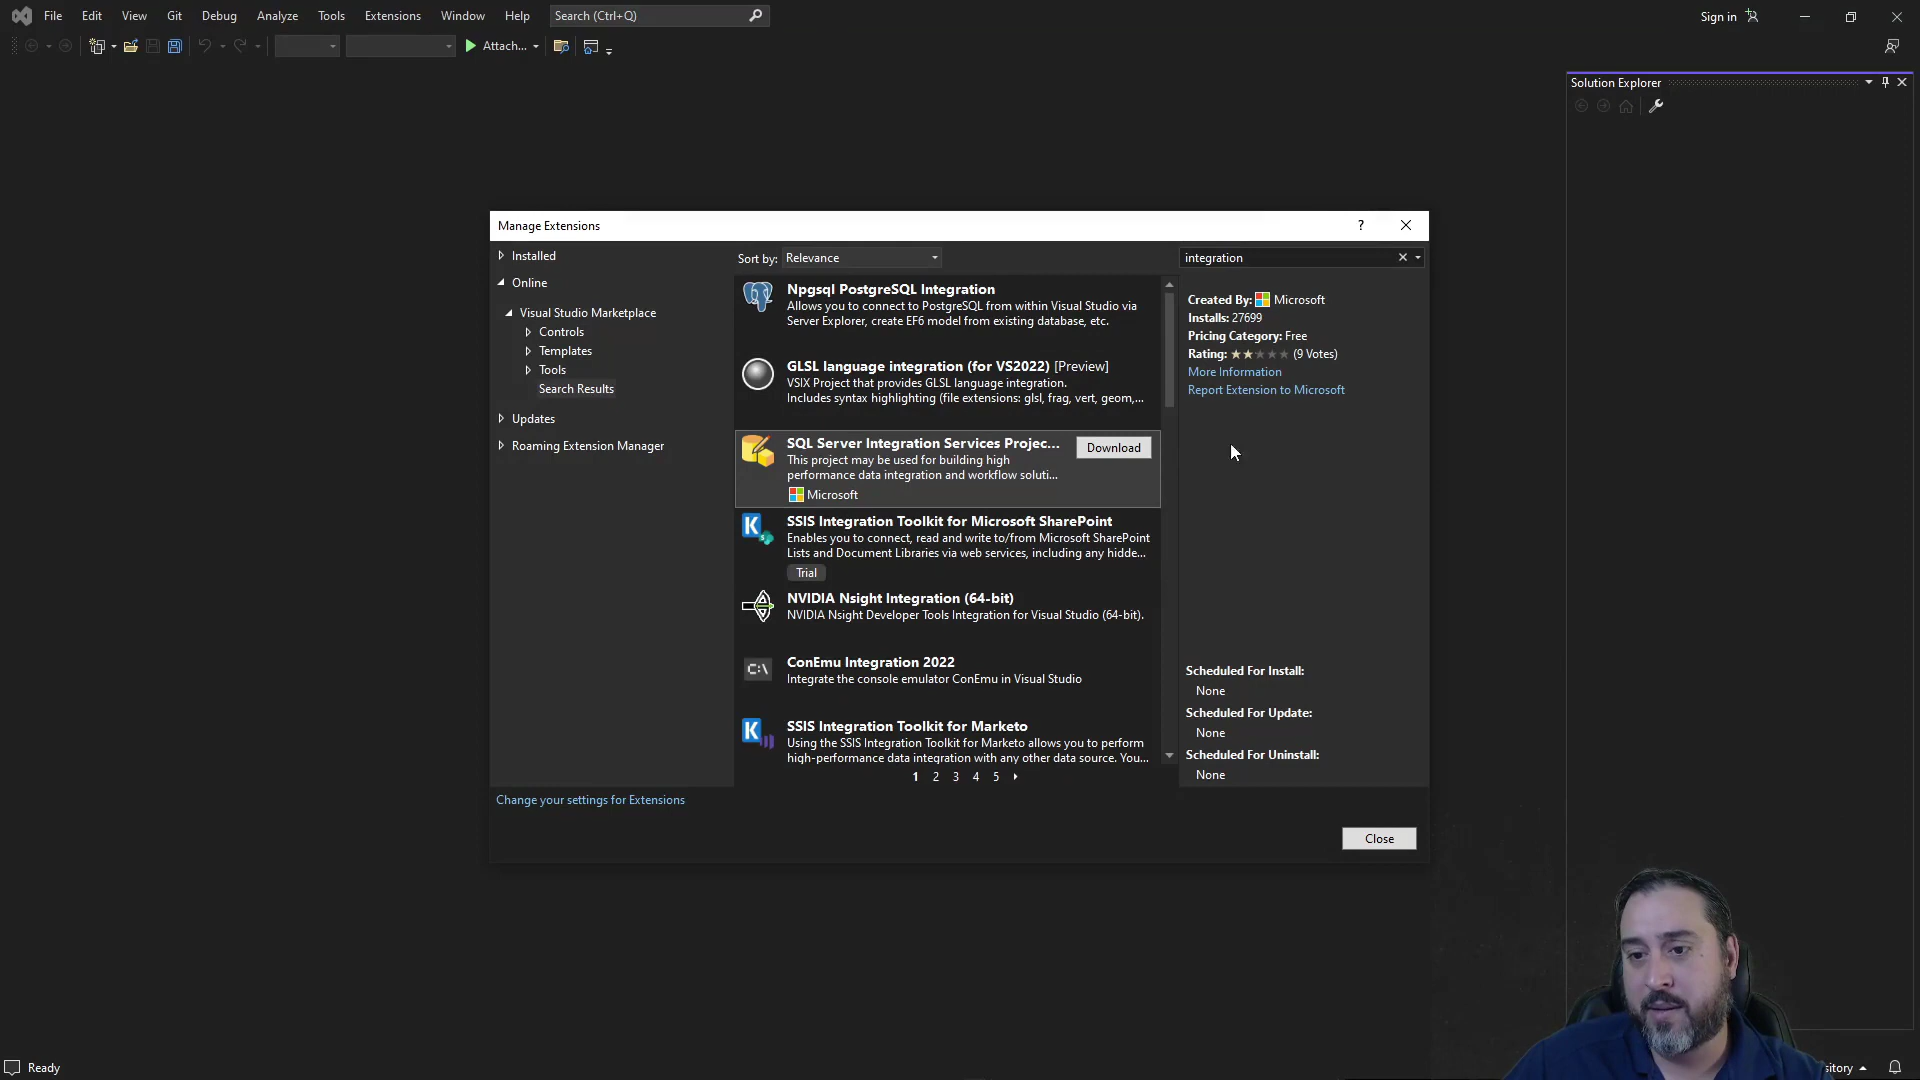 File Edit View Git Debug Analyze Tools Extensions Window Help Search (Ctrl+Q) Sign in
Attach...
Solution Explorer
Manage Extensions
Installed
Online
Visual Studio Marketplace
Controls
Templates
Tools
Search Results
Updates
Roaming Extension Manager
Change your settings for Extensions
Sort by: Relevance
Npgsql PostgreSQL Integration
Allows you to connect to PostgreSQL from within Visual Studio via
Server Explorer, create EF6 model from existing database, etc.
GLSL language integration (for VS2022) [Preview]
VSIX Project that provides GLSL language integration.
Includes syntax highlighting (file extensions: glsl, frag, vert, geom,...
SQL Server Integration Services Projec... Download
This project may be used for building high
performance data integration and workflow soluti...
Microsoft
SSIS Integration Toolkit for Microsoft SharePoint
Enables you to connect, read and write to/from Microsoft SharePoint
Lists and Document Libraries via web services, including any hidde...
Trial
NVIDIA Nsight Integration (64-bit)
NVIDIA Nsight Developer Tools Integration for Visual Studio (64-bit).
C:\
ConEmu Integration 2022
Integrate the console emulator ConEmu in Visual Studio
SSIS Integration Toolkit for Marketo
Using the SSIS Integration Toolkit for Marketo allows you to perform
high-performance data integration with any other data source. You...
1 2 3 4 5
integration
Created By: Microsoft
Installs: 27699
Pricing Category: Free
Rating: (9 Votes)
More Information
Report Extension to Microsoft
Scheduled For Install:
None
Scheduled For Update:
None
Scheduled For Uninstall:
None
Close
Ready
sitory